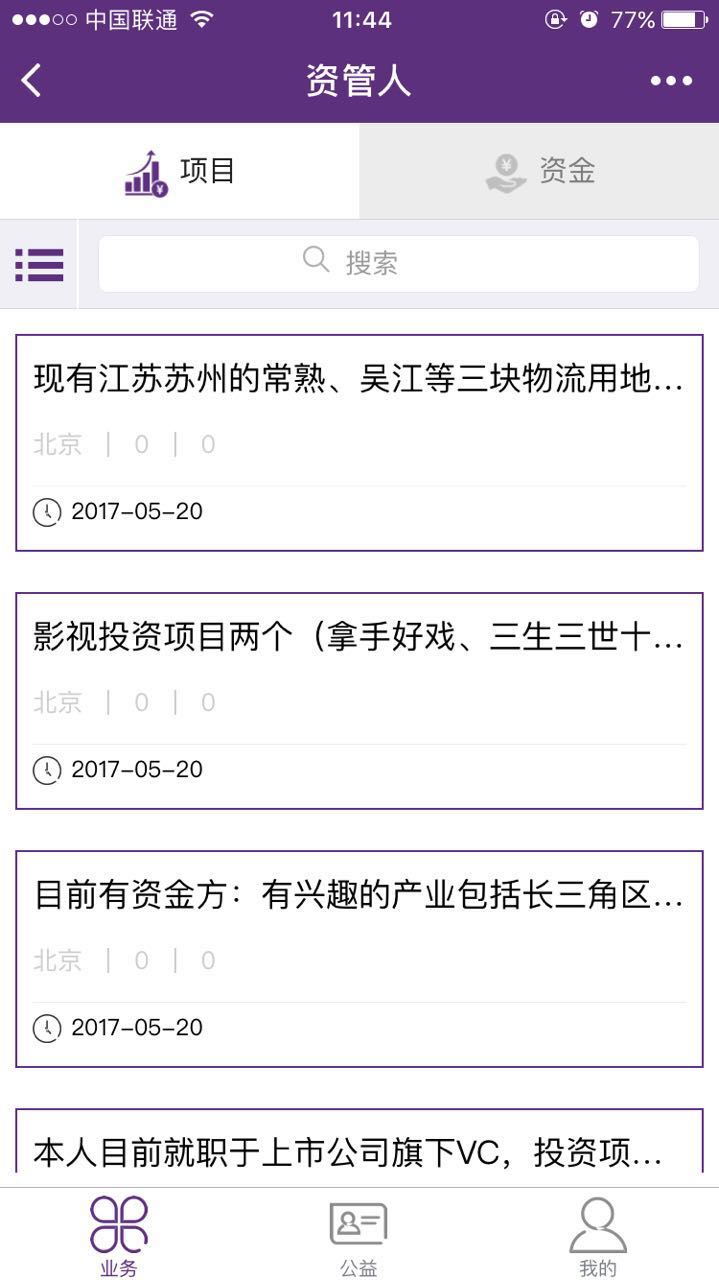 中国联通 11:44 77%
资管人
项目 资金
搜索
现有江苏苏州的常熟、吴江等三块物流用地...
北京 | 0 | 0
2017-05-20
影视投资项目两个（拿手好戏、三生三世十...
北京 | 0 | 0
2017-05-20
目前有资金方：有兴趣的产业包括长三角区...
北京 | 0 | 0
2017-05-20
本人目前就职于上市公司旗下VC，投资项...
业务 公益 我的